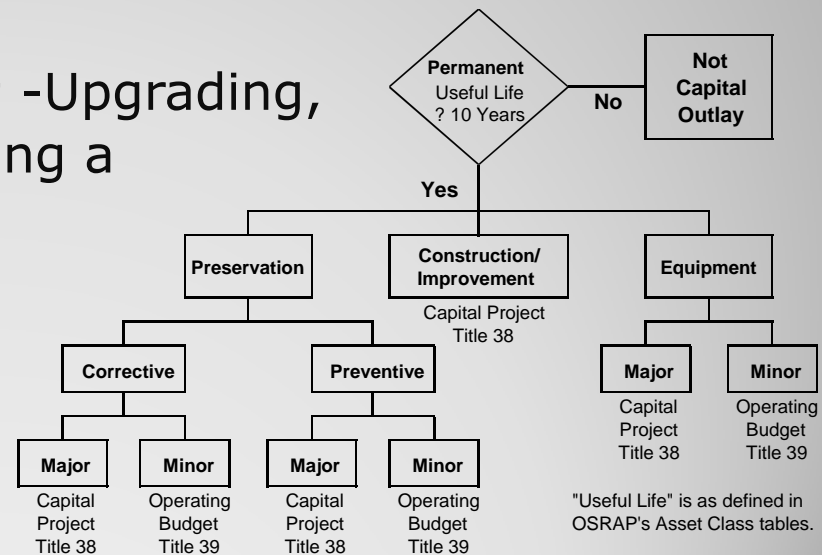 -Upgrading,
ng a
Permanent
Useful Life
? 10 Years
No
Not
Capital
Outlay
Yes
Preservation
Construction/
Improvement
Equipment
Capital Project
Title 38
Corrective
Preventive
Major
Minor
Capital
Project
Title 38
Operating
Budget
Title 39
Major
Minor
Major
Minor
Capital
Project
Title 38
Operating
Budget
Title 39
Capital
Project
Title 38
Operating
Budget
Title 39
"Useful Life" is as defined in
OSRAP's Asset Class tables.